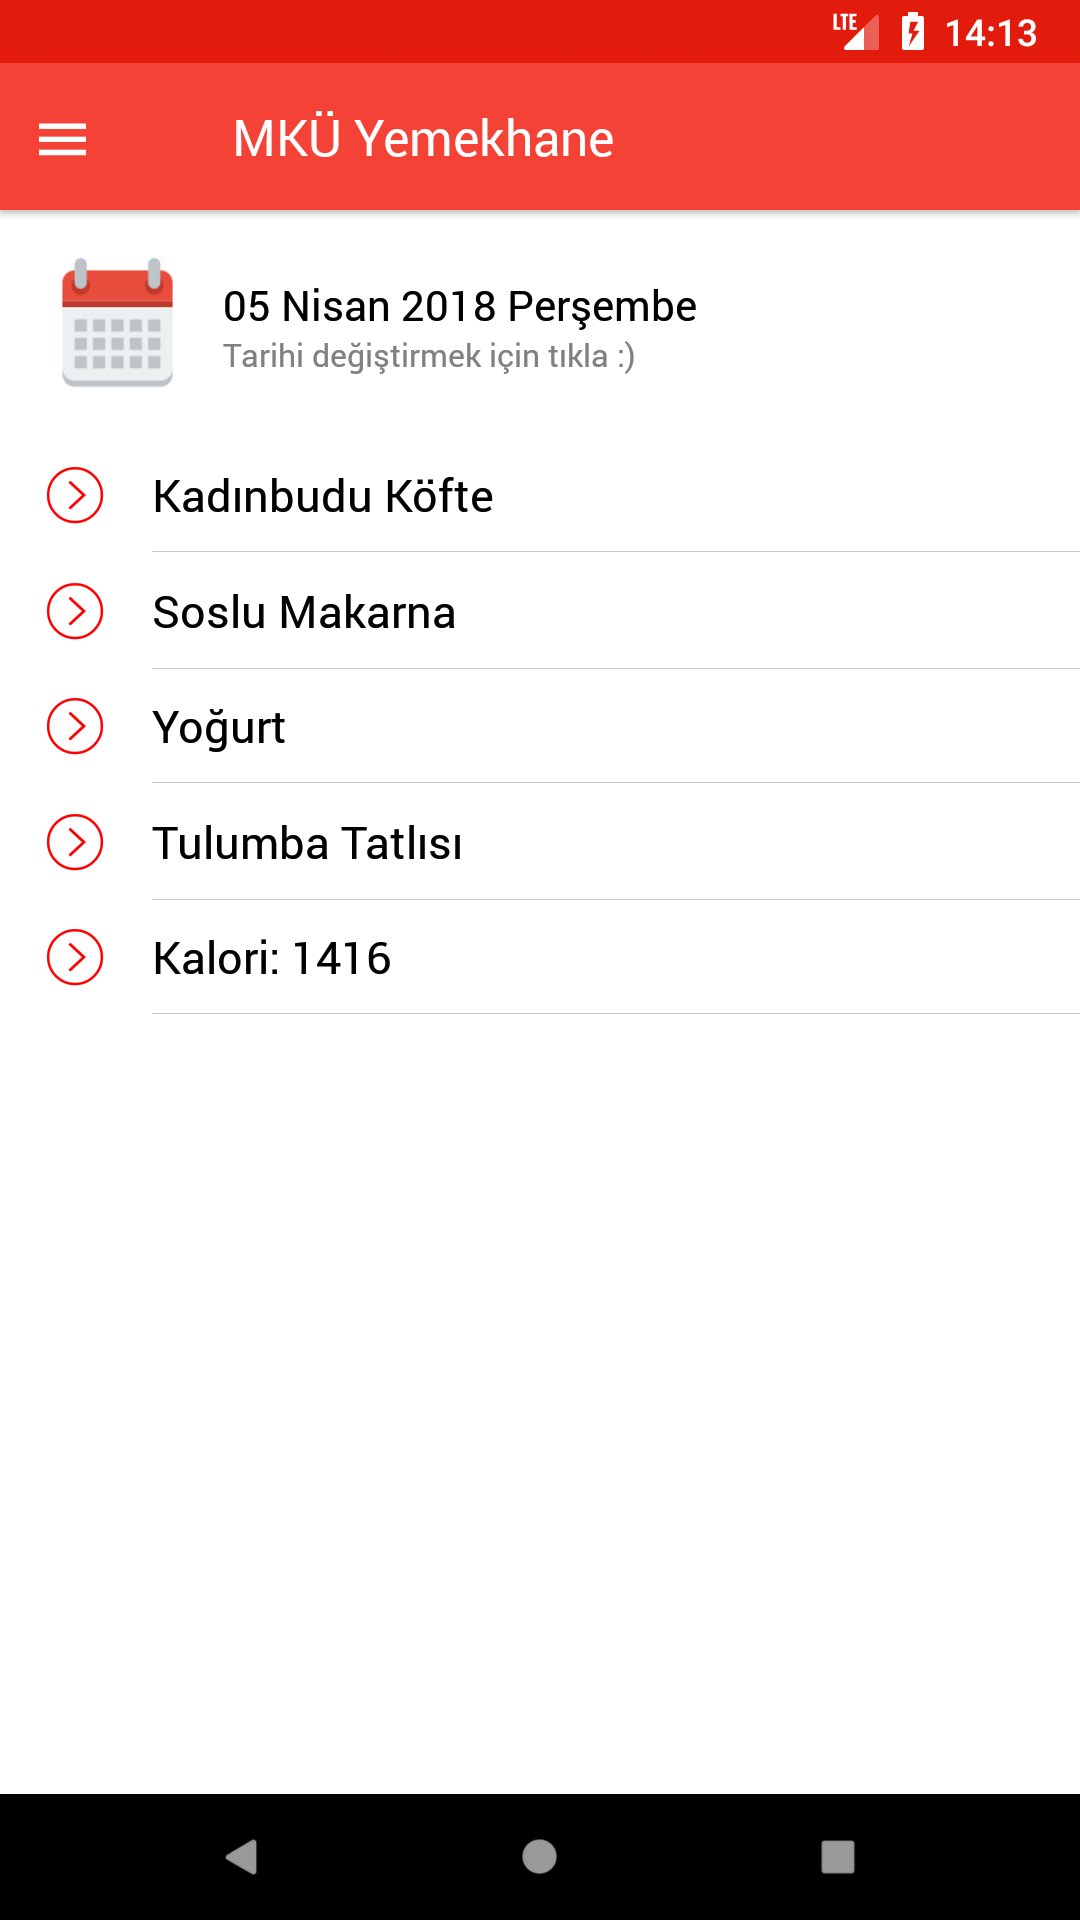 LTE 14:13
MKÜ Yemekhane
05 Nisan 2018 Perşembe
Tarihi değiştirmek için tıkla :)
Kadınbudu Köfte
Soslu Makarna
Yoğurt
Tulumba Tatlısı
Kalori: 1416